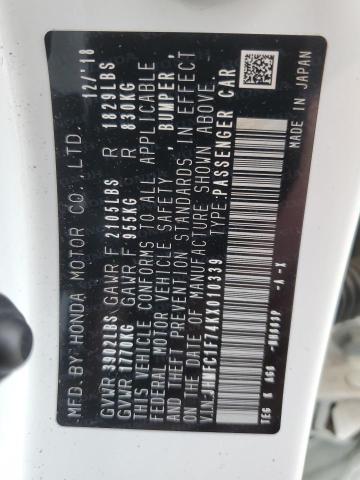 MFD.BY HONDA MOTOR CO.,LTD. 12/'18
GVWR 3902LBS GAWR F 2105LBS R 1829LBS
GVWR 1770KG GAWR F 955KG R 830KG
THIS VEHICLE CONFORMS TO ALL APPLICABLE
FEDERAL MOTOR VEHICLE SAFETY, BUMPER,
AND THEFT PREVENTION STANDARDS IN EFFECT
ON THE DATE OF MANUFACTURE SHOWN ABOVE.
V.I.N. TYPE:PASSENGER CAR
TEG K A50 -A -X MADE IN JAPAN